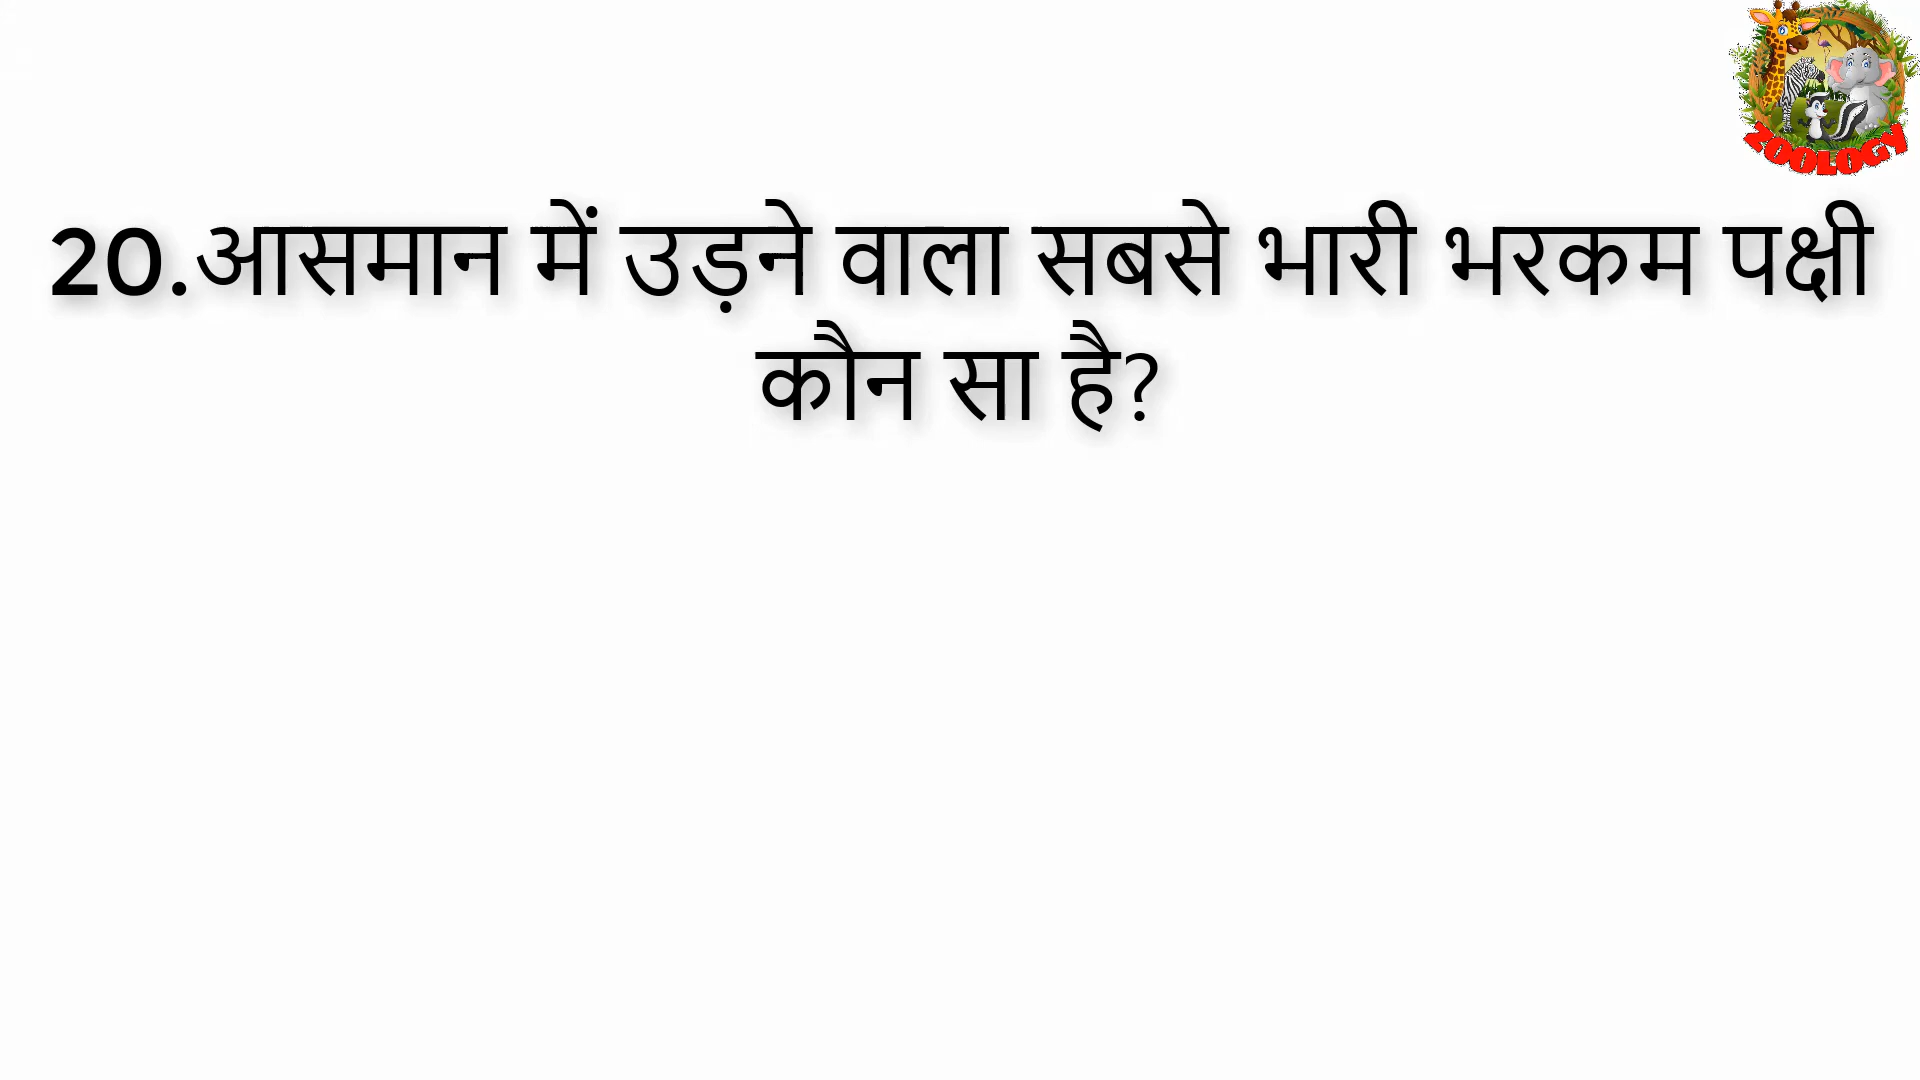 ZOOLOGY
20.आसमान में उड़ने वाला सबसे भारी भरकम पक्षी
कौन सा है?